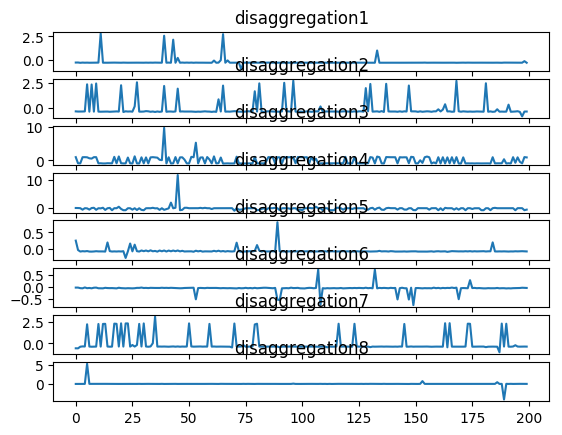 disaggregation1
2.5
0.0
disaggregation2
2.5
0.0
disaggregation3
10
0
disaggregation4
10
0
disaggregation5
0.5
0.0
disaggregation6
0.5
0.0
−0.5
disaggregation7
2.5
0.0
disaggregation8
5
0
0 25 50 75 100 125 150 175 200